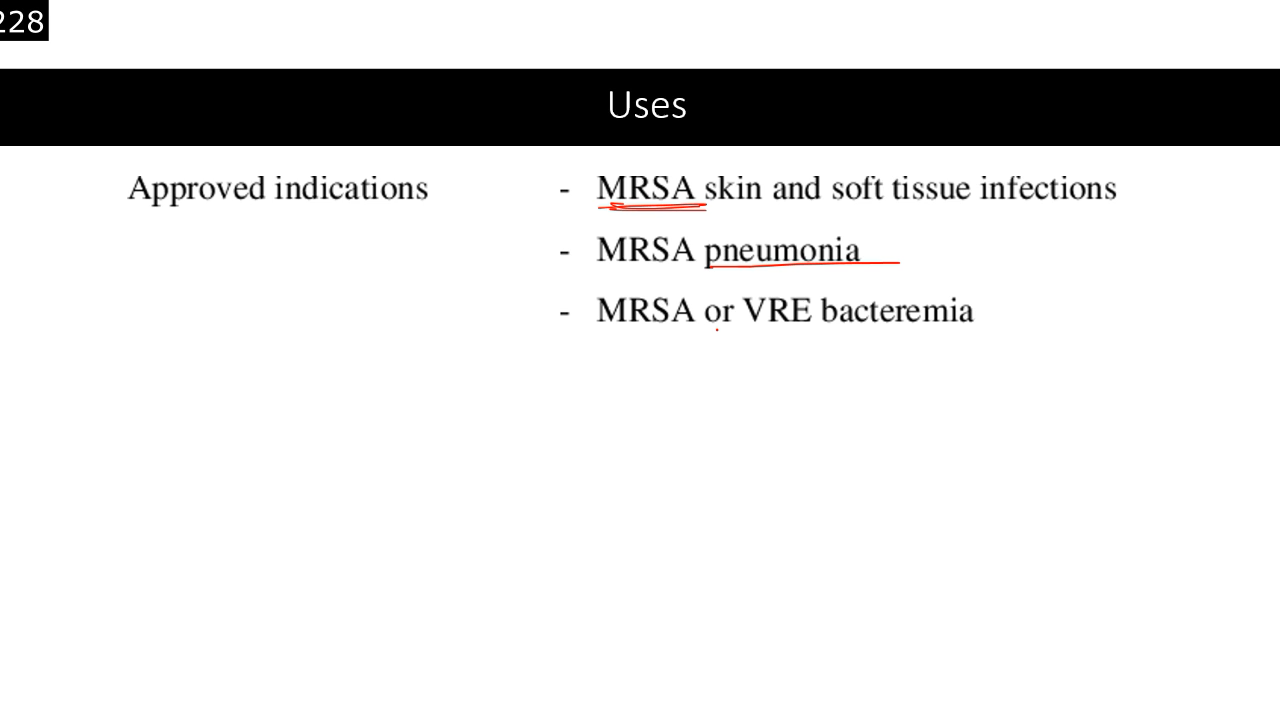 228
Uses
Approved indications - MRSA skin and soft tissue infections
- MRSA pneumonia
- MRSA or VRE bacteremia